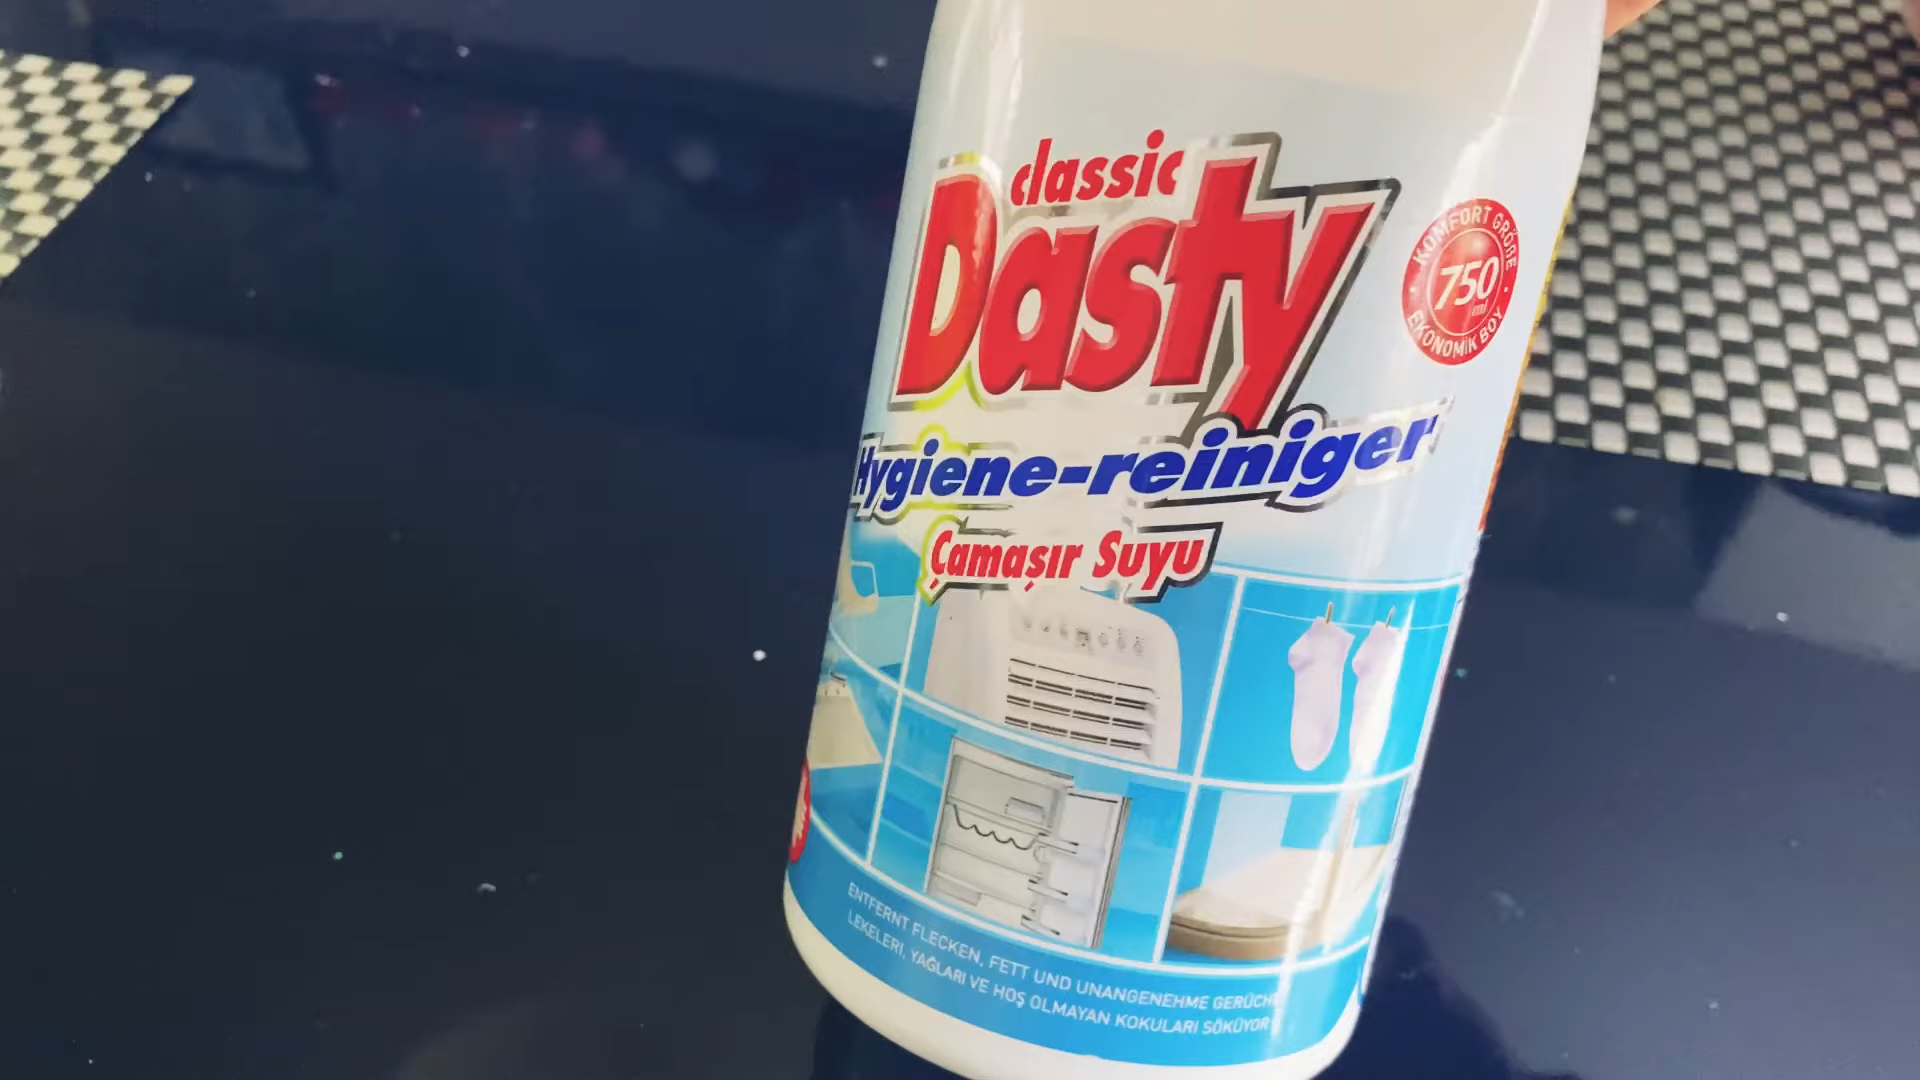 classic
Dasty
Hygiene-reiniger
Çamaşır Suyu
KOMFORT GRÖßE
750
ml
EKONOMİK BOY
ENTFERNT FLECKEN, FETT UND UNANGENEHME GERÜCHE
LEKELERİ, YAĞLARI VE HOŞ OLMAYAN KOKULARI SÖKÜYOR